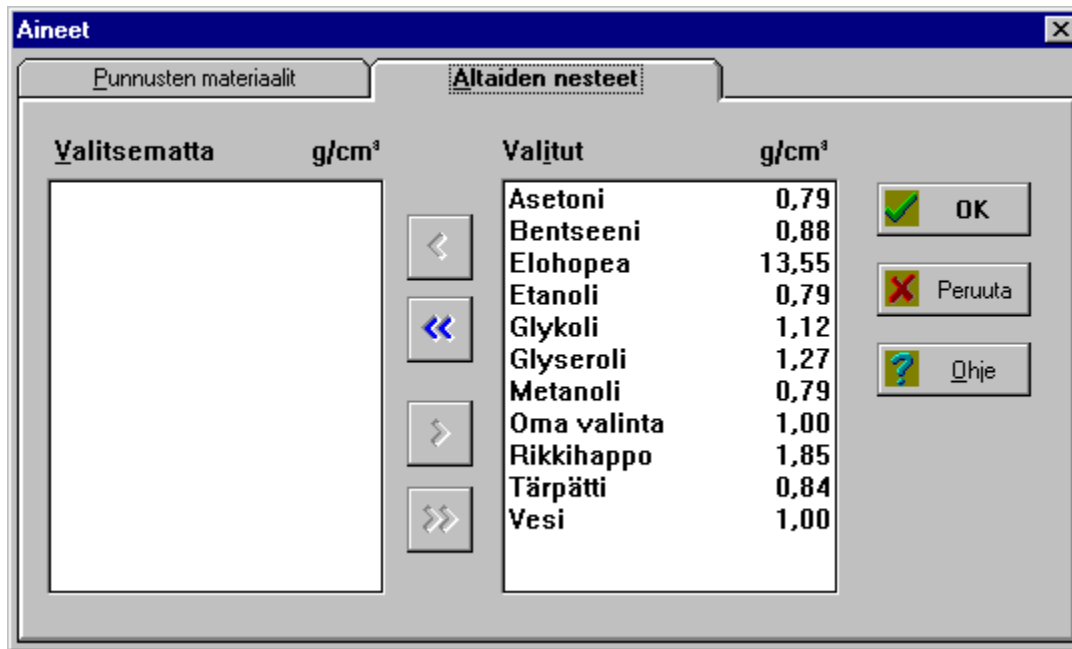 Aineet
Punnusten materiaalit Altaiden nesteet
Valitsematta g/cm³ Valitut g/cm³
Asetoni 0,79
Bentseeni 0,88
Elohopea 13,55
Etanoli 0,79
Glykoli 1,12
Glyseroli 1,27
Metanoli 0,79
Oma valinta 1,00
Rikkihappo 1,85
Tärpätti 0,84
Vesi 1,00
OK
Peruuta
Ohje